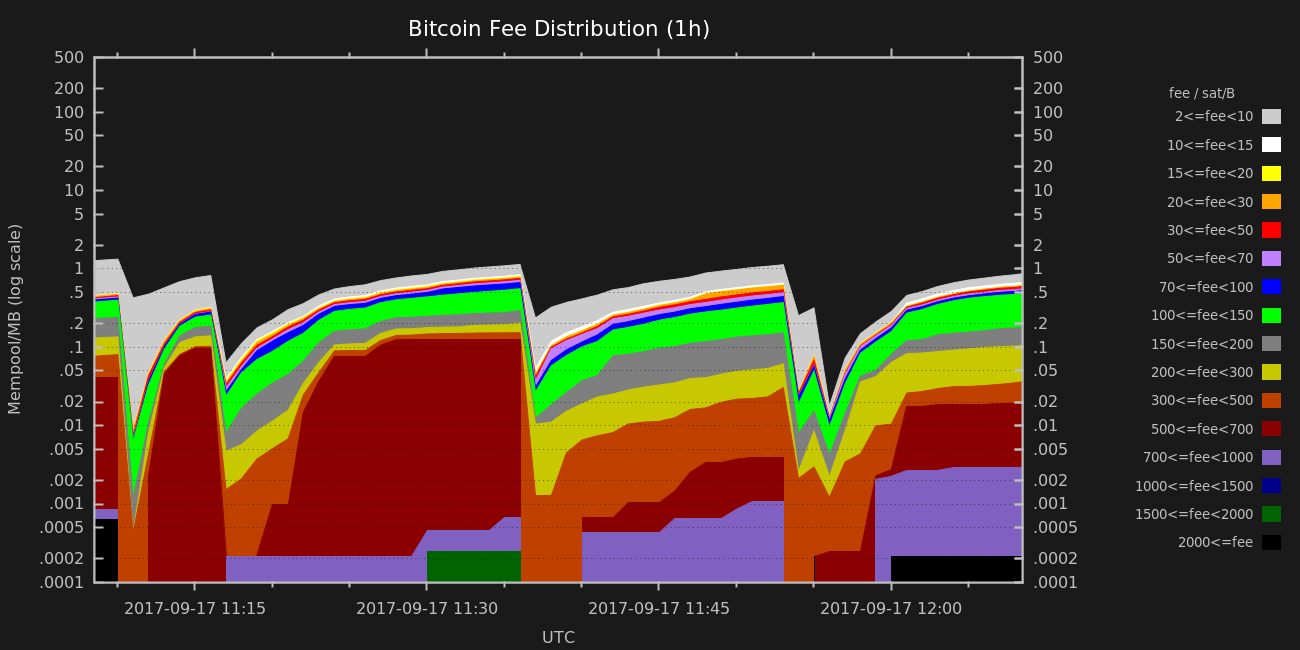 Bitcoin Fee Distribution (1h)
500
200
100
50
20
10
5
2
1
.5
.2
.1
.05
.02
.01
.005
.002
.001
.0005
.0002
.0001
Mempool/MB (log scale)
500
200
100
50
20
10
5
2
1
.5
.2
.1
.05
.02
.01
.005
.002
.001
.0005
.0002
.0001
2017-09-17 11:15
2017-09-17 11:30
2017-09-17 11:45
2017-09-17 12:00
UTC
fee / sat/B
2<=fee<10
10<=fee<15
15<=fee<20
20<=fee<30
30<=fee<50
50<=fee<70
70<=fee<100
100<=fee<150
150<=fee<200
200<=fee<300
300<=fee<500
500<=fee<700
700<=fee<1000
1000<=fee<1500
1500<=fee<2000
2000<=fee